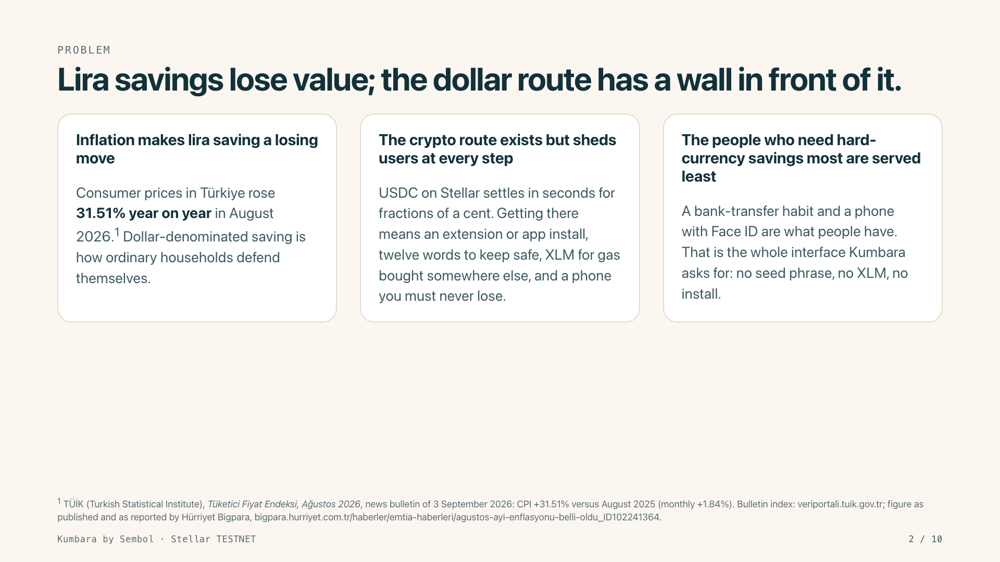 PROBLEM
Lira savings lose value; the dollar route has a wall in front of it.
Inflation makes lira saving a losing
move
Consumer prices in Türkiye rose
31.51% year on year in August
2026.1 Dollar-denominated saving is
how ordinary households defend
themselves.
The crypto route exists but sheds
users at every step
USDC on Stellar settles in seconds for
fractions of a cent. Getting there
means an extension or app install,
twelve words to keep safe, XLM for gas
bought somewhere else, and a phone
you must never lose.
The people who need hard-
currency savings most are served
least
A bank-transfer habit and a phone
with Face ID are what people have.
That is the whole interface Kumbara
asks for: no seed phrase, no XLM, no
install.
1 TÜİK (Turkish Statistical Institute), Tüketici Fiyat Endeksi, Ağustos 2026, news bulletin of 3 September 2026: CPI +31.51% versus August 2025 (monthly +1.84%). Bulletin index: veriportali.tuik.gov.tr; figure as
published and as reported by Hürriyet Bigpara, bigpara.hurriyet.com.tr/haberler/emtia-haberleri/agustos-ayi-enflasyonu-belli-oldu_ID102241364.
Kumbara by Sembol · Stellar TESTNET
2 / 10